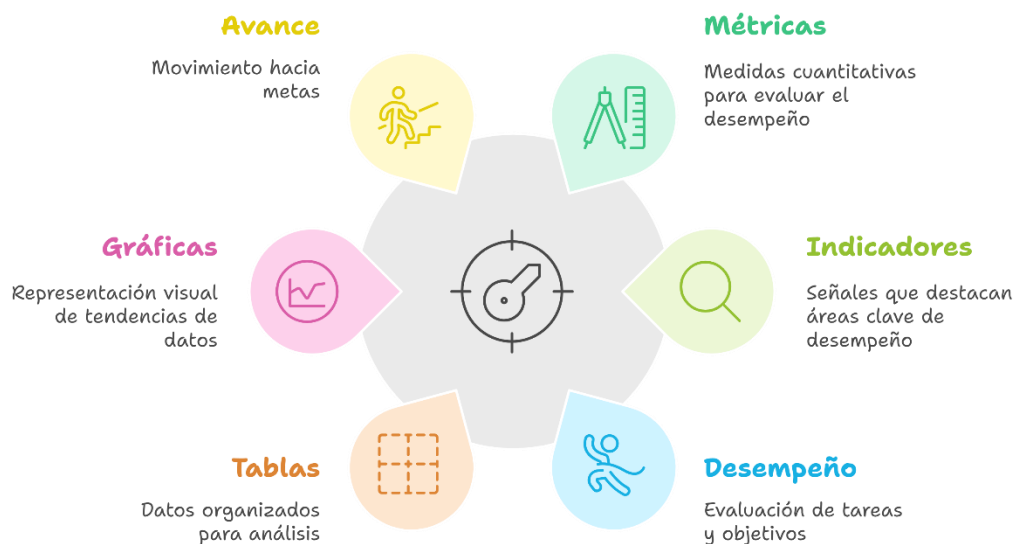 Avance
Movimiento hacia
metas
Métricas
Medidas cuantitativas
para evaluar el
desempeño
Gráficas
Representación visual
de tendencias de
datos
Indicadores
Señales que destacan
áreas clave de
desempeño
Tablas
Datos organizados
para análisis
Desempeño
Evaluación de tareas
y objetivos